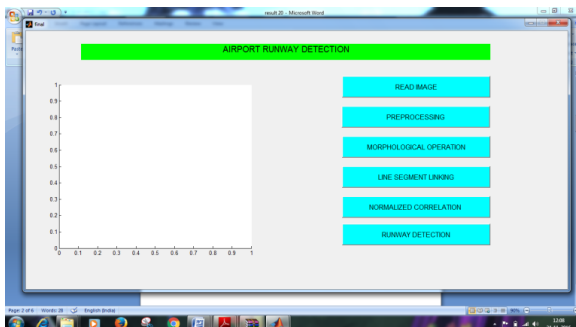 result 20 - Microsoft Word
final
AIRPORT RUNWAY DETECTION
READ IMAGE
PREPROCESSING
MORPHOLOGICAL OPERATION
LINE SEGMENT LINKING
NORMALIZED CORRELATION
RUNWAY DETECTION
1
0.9
0.8
0.7
0.6
0.5
0.4
0.3
0.2
0.1
0
0 0.1 0.2 0.3 0.4 0.5 0.6 0.7 0.8 0.9 1
Page: 2 of 6 Words: 28 English (India)
90%
12:08